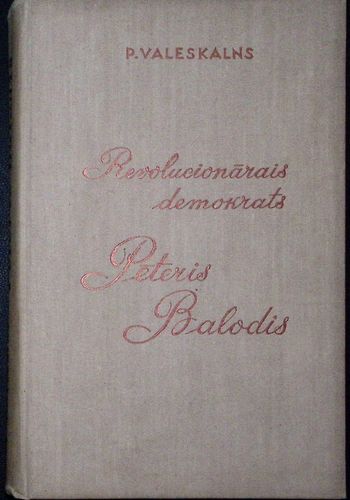 P. VALESKALNS
Revolucionārais
demokrats
Pēteris
Balodis